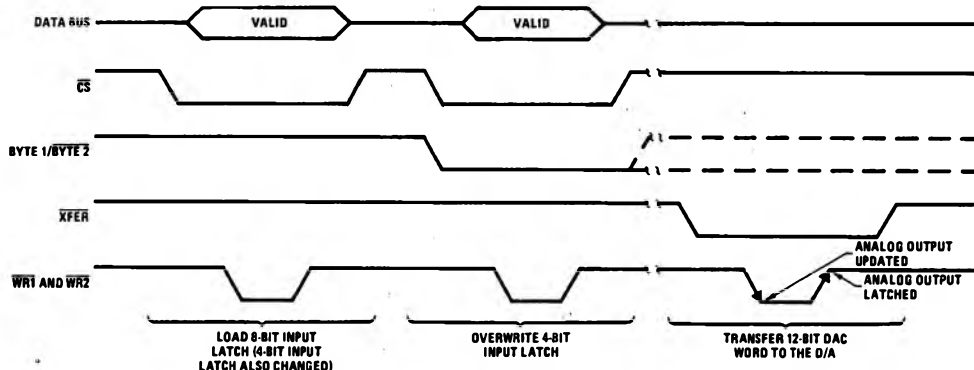 DATA BUS
VALID
VALID
CS
BYTE 1/BYTE 2
XFER
ANALOG OUTPUT
UPDATED
WR1 AND WR2
ANALOG OUTPUT
LATCHED
LOAD 8-BIT INPUT
LATCH (4-BIT INPUT
LATCH ALSO CHANGED)
OVERWRITE 4-BIT
INPUT LATCH
TRANSFER 12-BIT DAC
WORD TO THE D/A